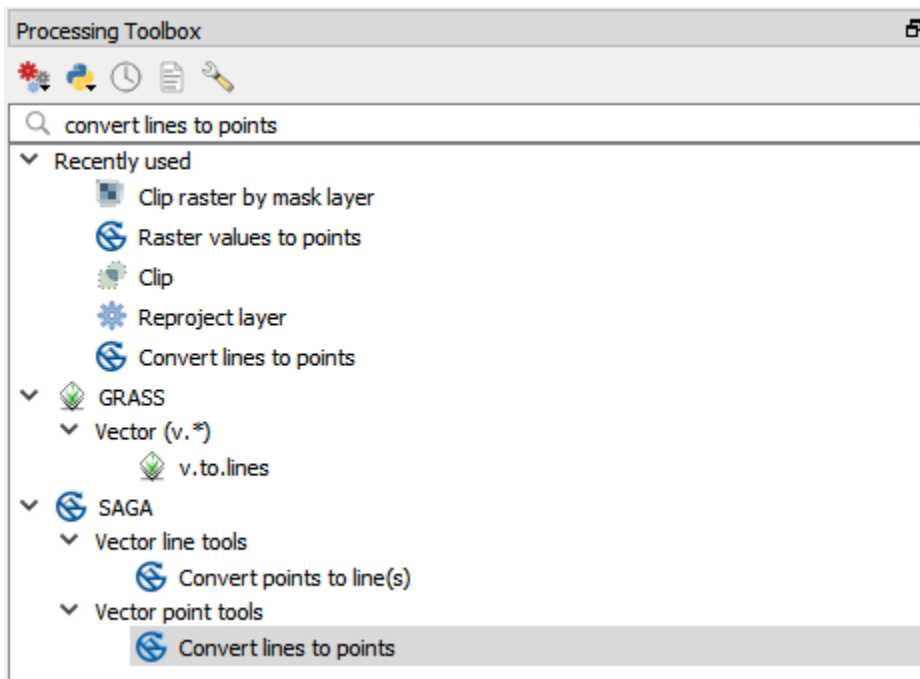 Processing Toolbox
convert lines to points
Recently used
Clip raster by mask layer
Raster values to points
Clip
Reproject layer
Convert lines to points
GRASS
Vector (v.*)
v.to.lines
SAGA
Vector line tools
Convert points to line(s)
Vector point tools
Convert lines to points